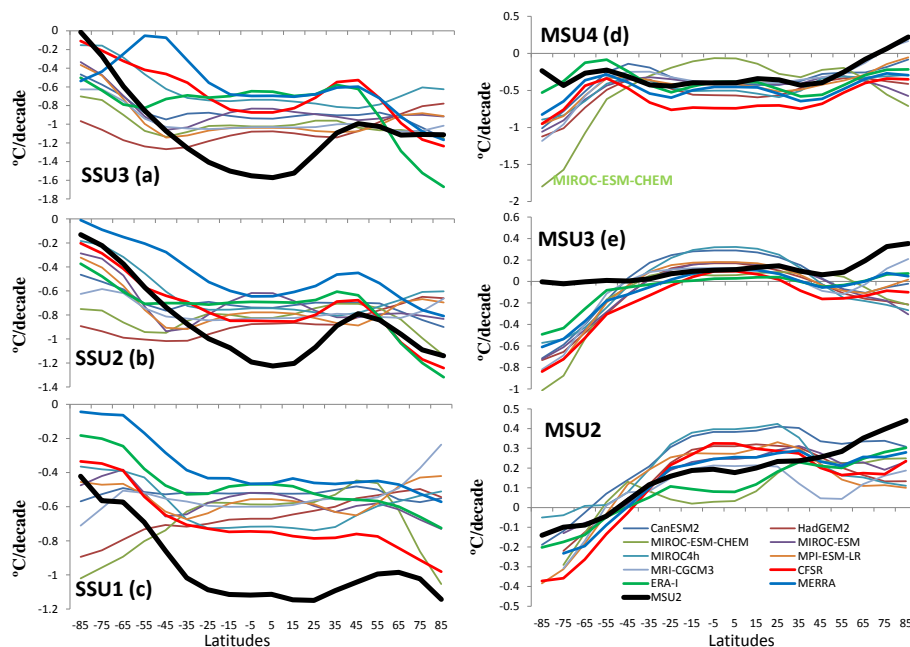 0
-0.2
-0.4
-0.6
-0.8
-1
-1.2
-1.4
-1.6
-1.8
ºC/decade
SSU3 (a)
0
-0.2
-0.4
-0.6
-0.8
-1
-1.2
-1.4
ºC/decade
SSU2 (b)
0
-0.2
-0.4
-0.6
-0.8
-1
-1.2
ºC/decade
SSU1 (c)
-85 -75 -65 -55 -45 -35 -25 -15 -5 5 15 25 35 45 55 65 75 85
Latitudes
0.5
0
-0.5
-1
-1.5
-2
ºC/decade
MSU4 (d)
MIROC-ESM-CHEM
0.6
0.4
0.2
0
-0.2
-0.4
-0.6
-0.8
-1
ºC/decade
MSU3 (e)
0.5
0.4
0.3
0.2
0.1
0
-0.1
-0.2
-0.3
-0.4
-0.5
ºC/decade
MSU2
CanESM2 HadGEM2
MIROC-ESM-CHEM MIROC-ESM
MIROC4h MPI-ESM-LR
MRI-CGCM3 CFSR
ERA-I MERRA
MSU2
-85 -75 -65 -55 -45 -35 -25 -15 -5 5 15 25 35 45 55 65 75 85
Latitudes